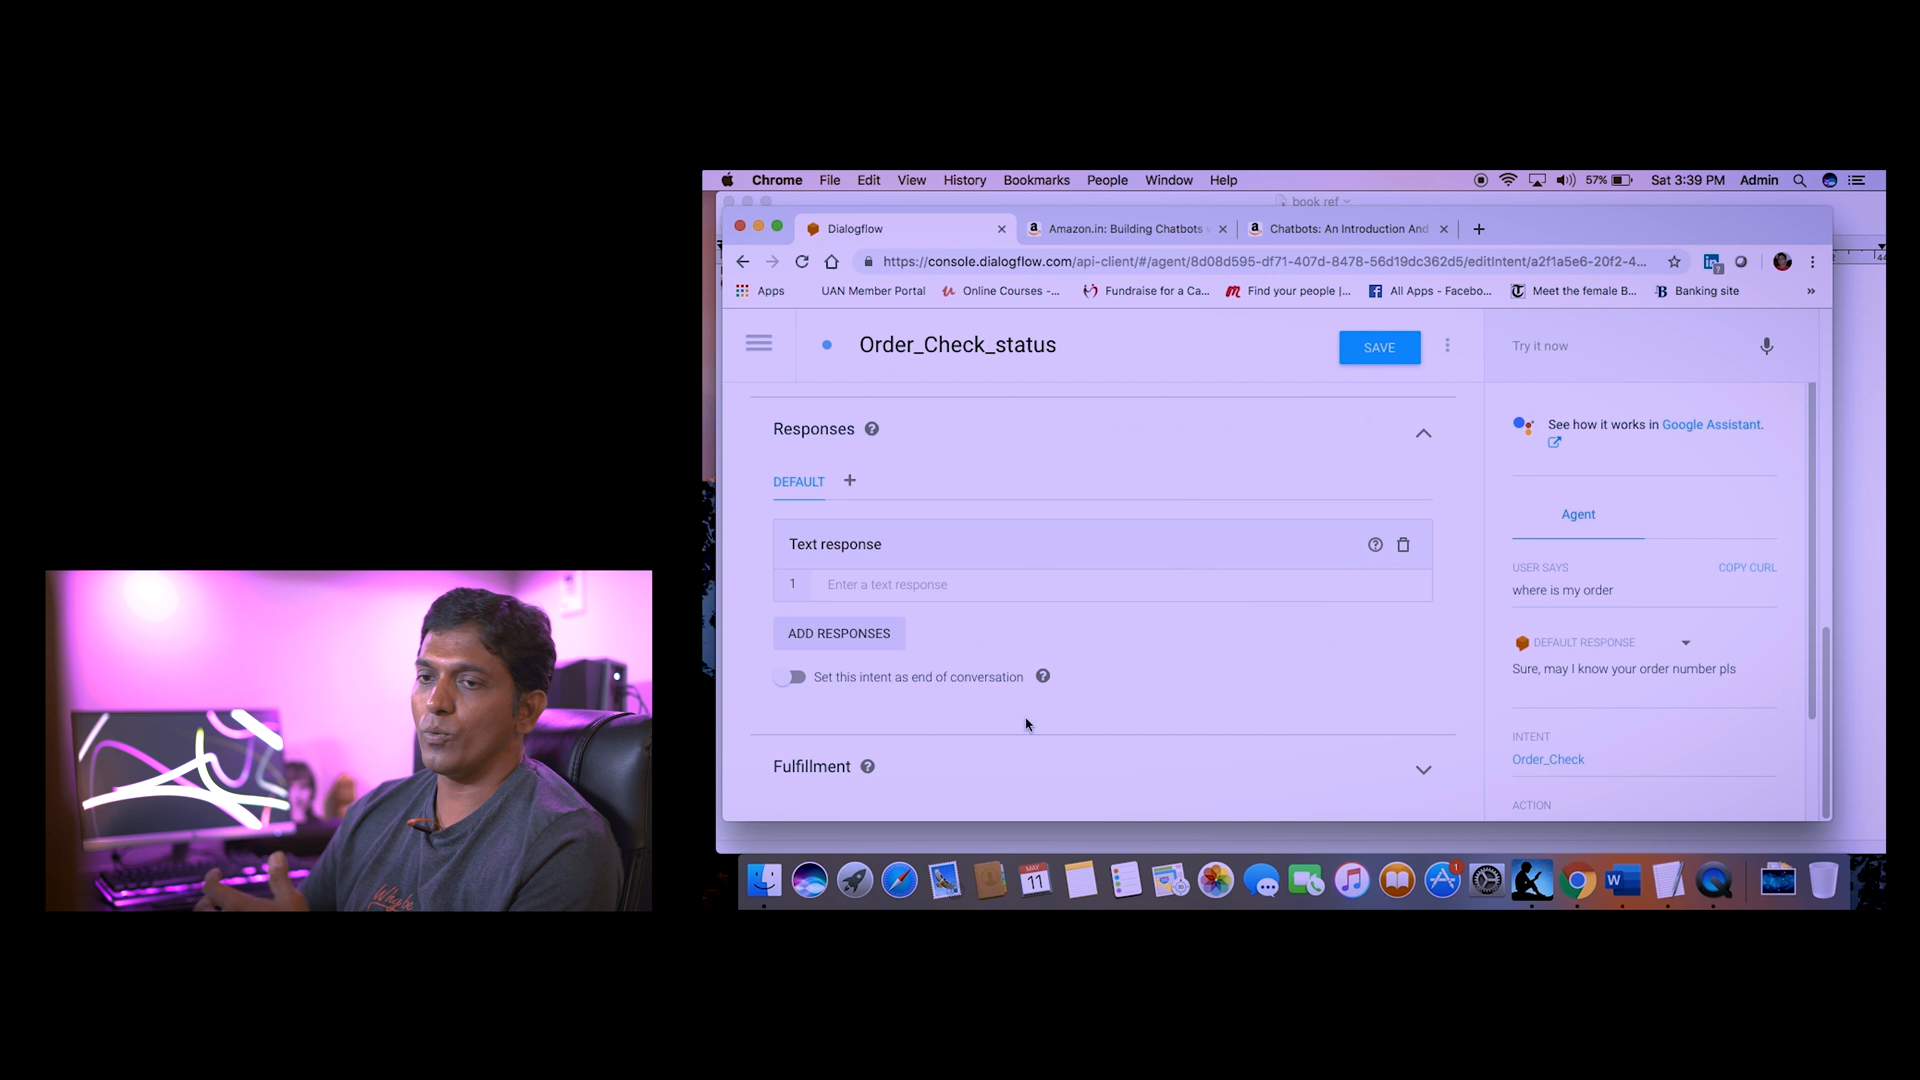 Chrome File Edit View History Bookmarks People Window Help 57% Sat 3:39 PM Admin
book ref
Dialogflow
Amazon.in: Building Chatbots
Chatbots: An Introduction And
https://console.dialogflow.com/api-client/#/agent/8d08d595-df71-407d-8478-56d19dc362d5/editIntent/a2f1a5e6-20f2-4...
Apps UAN Member Portal Online Courses -... Fundraise for a Ca... Find your people |... All Apps - Facebo... Meet the female B... Banking site »
Order_Check_status
SAVE
Try it now
Responses
DEFAULT
Text response
1 Enter a text response
ADD RESPONSES
Set this intent as end of conversation
Fulfillment
See how it works in Google Assistant.
Agent
USER SAYS COPY CURL
where is my order
DEFAULT RESPONSE
Sure, may I know your order number pls
INTENT
Order_Check
ACTION
MAY
11
1
W